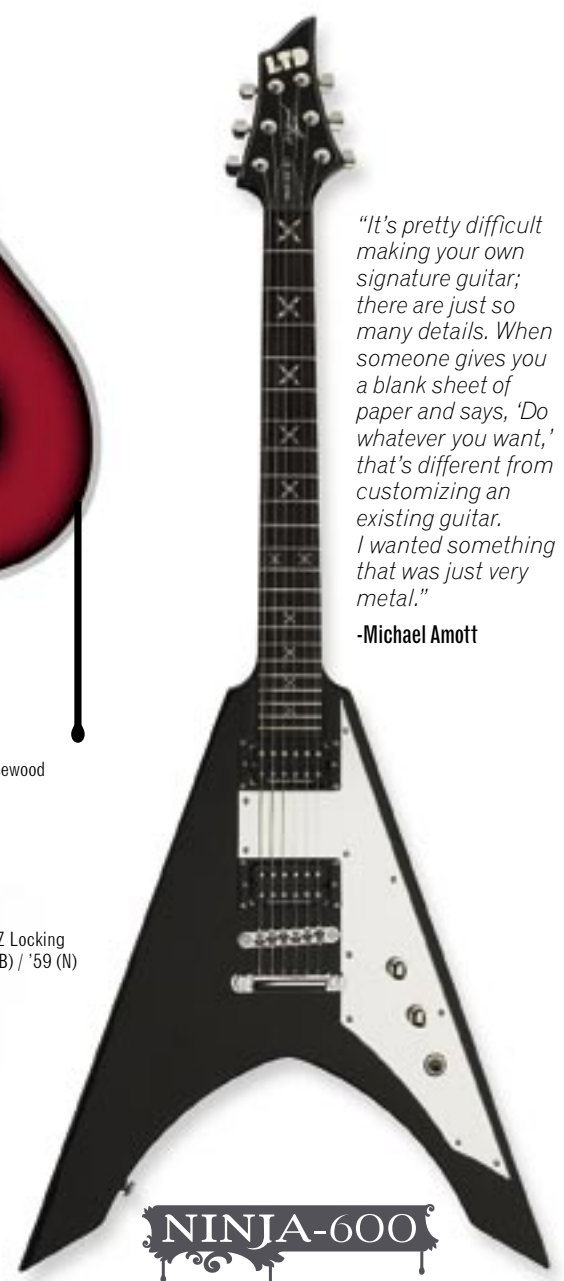 LTD
“It’s pretty difficult
making your own
signature guitar;
there are just so
many details. When
someone gives you
a blank sheet of
paper and says, ‘Do
whatever you want,’
that’s different from
customizing an
existing guitar.
I wanted something
that was just very
metal.”
-Michael Amott
ewood
Z Locking
B) / ’59 (N)
NINJA-600